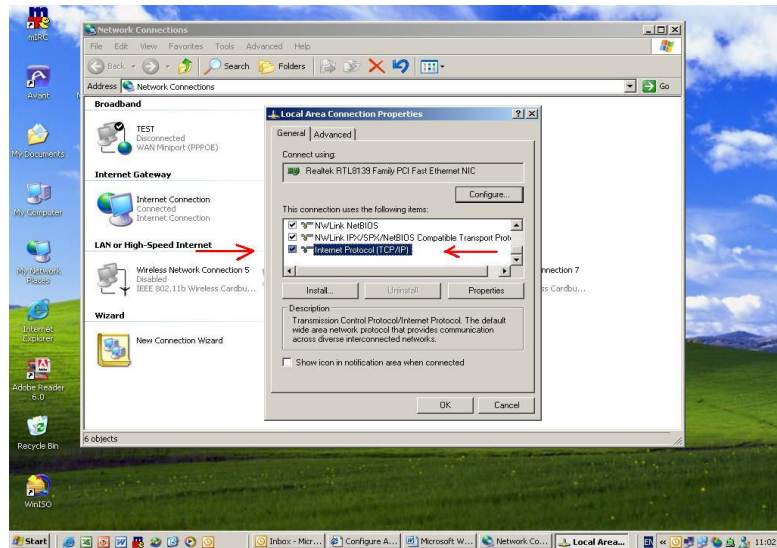 mIRC
Avant
My Documents
My Computer
My Network
Places
Internet
Explorer
Adobe Reader
6.0
Recycle Bin
WinISO
Network Connections
File Edit View Favorites Tools Advanced Help
Back Search Folders
Address Network Connections Go
Broadband
TEST
Disconnected
WAN Miniport (PPPOE)
Internet Gateway
Internet Connection
Connected
Internet Connection
LAN or High-Speed Internet
Wireless Network Connection 5
Disabled
IEEE 802.11b Wireless Cardbu...
nnection 7
ss Cardbu...
Wizard
New Connection Wizard
6 objects
Local Area Connection Properties
General Advanced
Connect using:
Realtek RTL8139 Family PCI Fast Ethernet NIC
Configure...
This connection uses the following items:
NWLink NetBIOS
NWLink IPX/SPX/NetBIOS Compatible Transport Proto
Internet Protocol (TCP/IP)
Install... Uninstall Properties
Description
Transmission Control Protocol/Internet Protocol. The default
wide area network protocol that provides communication
across diverse interconnected networks.
Show icon in notification area when connected
OK Cancel
Start Inbox - Micr... Configure A... Microsoft W... Network Co... Local Area... EN « 11:02